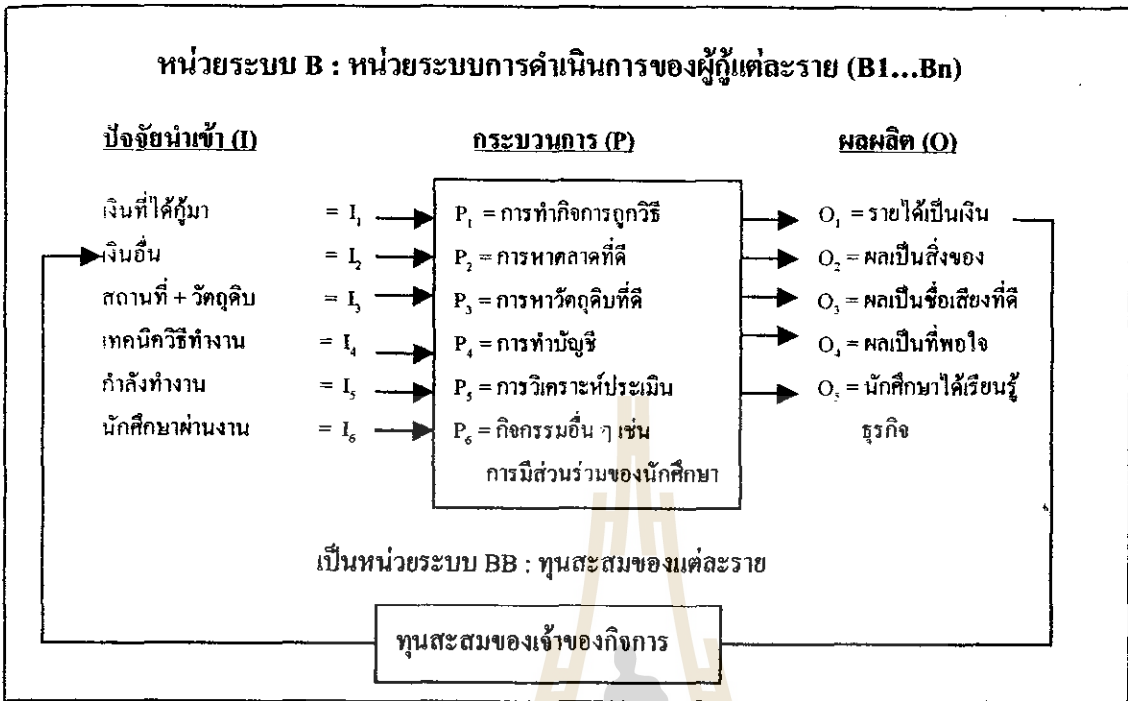 หน่วยระบบ B : หน่วยระบบการดำเนินการของผู้กู้แต่ละราย (B1...Bn)
ปัจจัยนำเข้า (I) กระบวนการ (P) ผลผลิต (O)
เงินที่ได้กู้มา = I₁ P₁ = การทำกิจการถูกวิธี O₁ = รายได้เป็นเงิน
เงินอื่น = I₂ P₂ = การหาตลาดที่ดี O₂ = ผลเป็นสิ่งของ
สถานที่ + วัตถุดิบ = I₃ P₃ = การหาวัตถุดิบที่ดี O₃ = ผลเป็นชื่อเสียงที่ดี
เทคนิควิธีทำงาน = I₄ P₄ = การทำบัญชี O₄ = ผลเป็นที่พอใจ
กำลังทำงาน = I₅ P₅ = การวิเคราะห์ประเมิน O₅ = นักศึกษาได้เรียนรู้
นักศึกษาผ่านงาน = I₆ P₆ = กิจกรรมอื่น ๆ เช่น ธุรกิจ
การมีส่วนร่วมของนักศึกษา
เป็นหน่วยระบบ BB : ทุนสะสมของแต่ละราย
ทุนสะสมของเจ้าของกิจการ